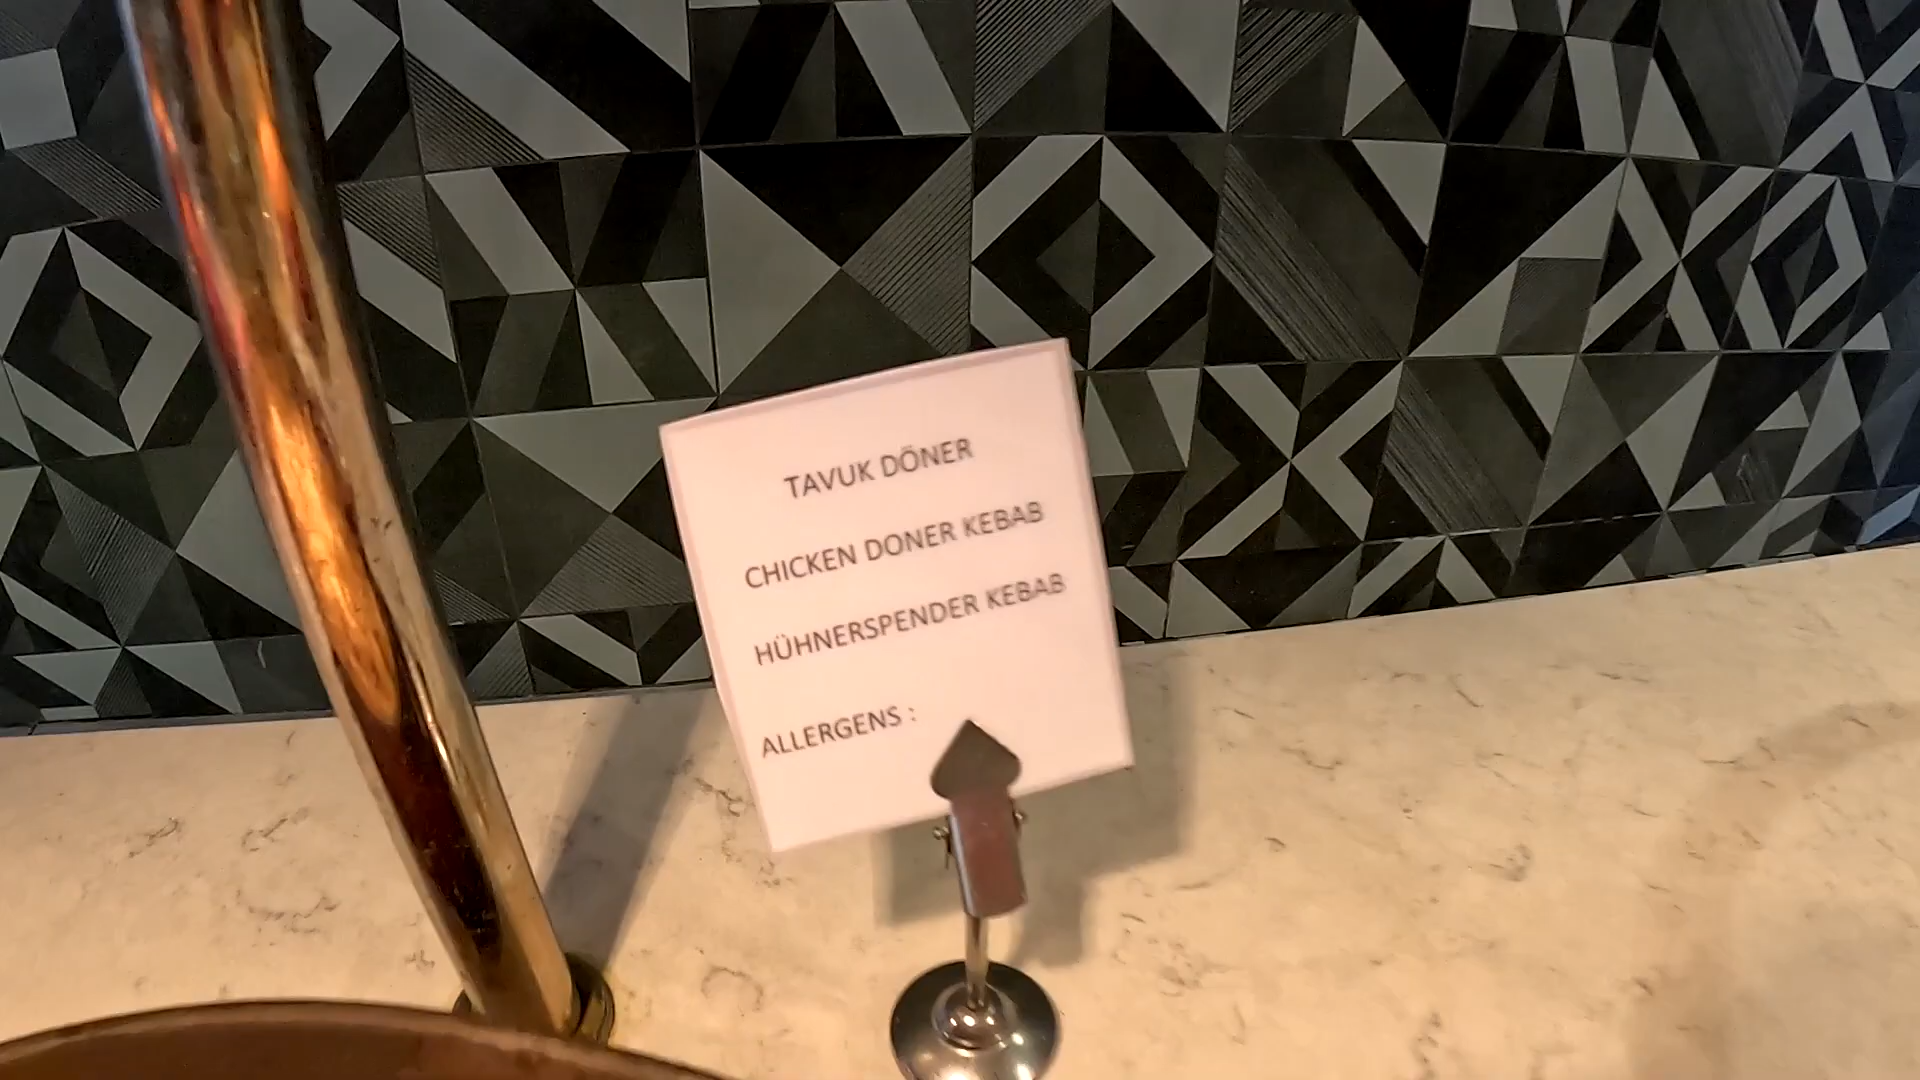 TAVUK DÖNER
CHICKEN DONER KEBAB
HÜHNERSPENDER KEBAB
ALLERGENS :